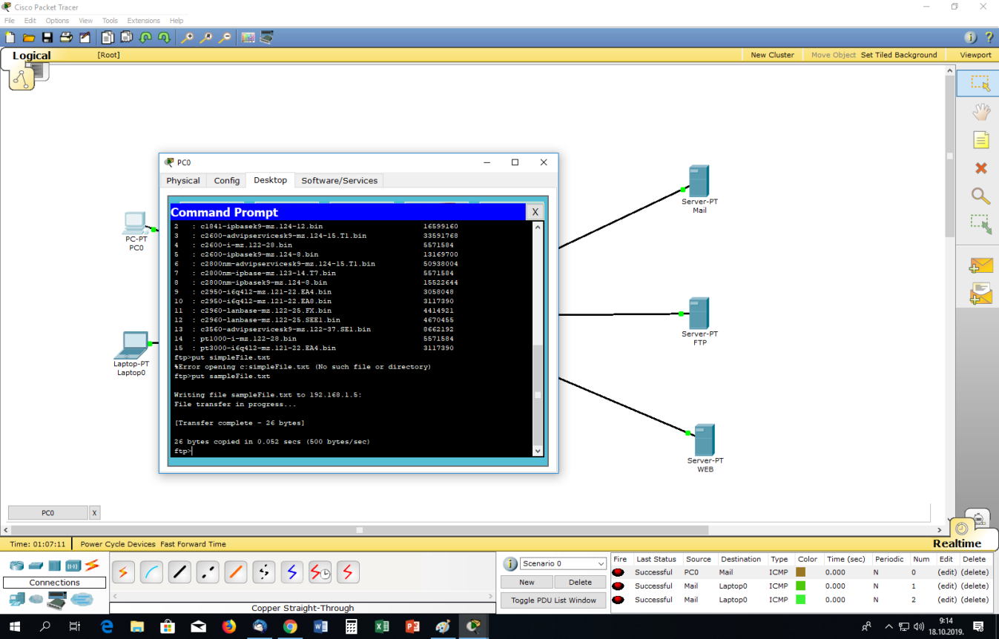 Cisco Packet Tracer
File Edit Options View Tools Extensions Help
Logical [Root] New Cluster Move Object Set Tiled Background Viewport
PC0
Physical Config Desktop Software/Services
Command Prompt X
2 : c1841-ipbasek9-mz.124-12.bin 16599160
3 : c2600-advipservicesk9-mz.124-15.T1.bin 33591768
4 : c2600-i-mz.122-28.bin 5571584
5 : c2600-ipbasek9-mz.124-8.bin 13169700
6 : c2800nm-advipservicesk9-mz.124-15.T1.bin 50938004
7 : c2800nm-ipbase-mz.123-14.T7.bin 5571584
8 : c2800nm-ipbasek9-mz.124-8.bin 15522644
9 : c2950-i6q4l2-mz.121-22.EA4.bin 3058048
10 : c2950-i6q4l2-mz.121-22.EA8.bin 3117390
11 : c2960-lanbase-mz.122-25.FX.bin 4414921
12 : c2960-lanbase-mz.122-25.SEE1.bin 4670455
13 : c3560-advipservicesk9-mz.122-37.SE1.bin 8662192
14 : pt1000-i-mz.122-28.bin 5571584
15 : pt3000-i6q4l2-mz.121-22.EA4.bin 3117390
ftp>put simpleFile.txt
%Error opening c:simpleFile.txt (No such file or directory)
ftp>put sampleFile.txt
Writing file sampleFile.txt to 192.168.1.5:
File transfer in progress...
[Transfer complete - 26 bytes]
26 bytes copied in 0.052 secs (500 bytes/sec)
ftp>
PC-PT
PC0
Laptop-PT
Laptop0
Server-PT
Mail
Server-PT
FTP
Server-PT
WEB
PC0 X
Time: 01:07:11 Power Cycle Devices Fast Forward Time Realtime
Connections
Copper Straight-Through
Scenario 0
New Delete
Toggle PDU List Window
Fire Last Status Source Destination Type Color Time (sec) Periodic Num Edit Delete
Successful PC0 Mail ICMP 0.000 N 0 (edit) (delete)
Successful Mail Laptop0 ICMP 0.000 N 1 (edit) (delete)
Successful Mail Laptop0 ICMP 0.000 N 2 (edit) (delete)
9:14
18.10.2019.